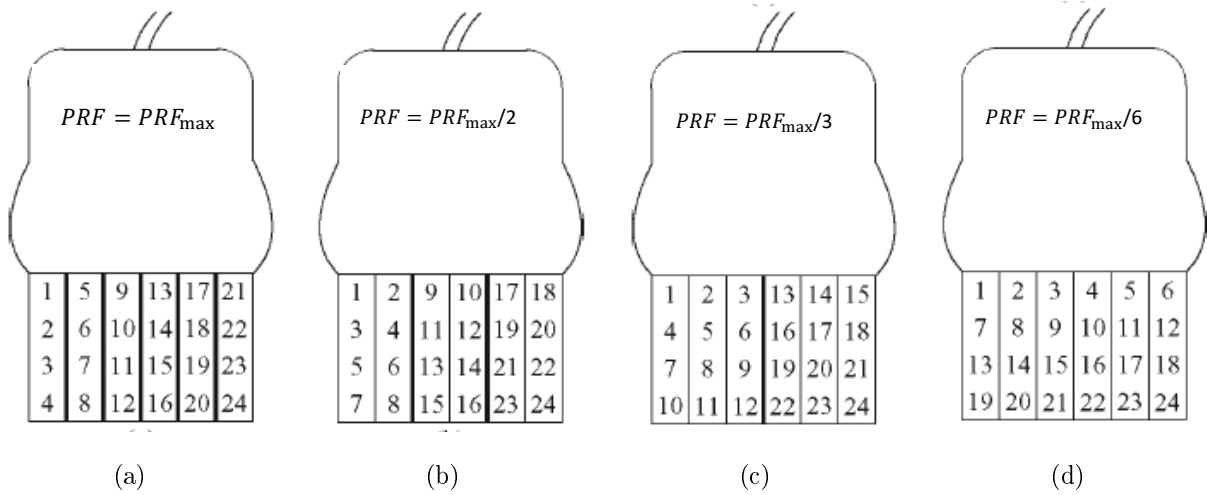 PRF = PRF_max
PRF = PRF_max/2
PRF = PRF_max/3
PRF = PRF_max/6
1 5 9 13 17 21
2 6 10 14 18 22
3 7 11 15 19 23
4 8 12 16 20 24
1 2 9 10 17 18
3 4 11 12 19 20
5 6 13 14 21 22
7 8 15 16 23 24
1 2 3 13 14 15
4 5 6 16 17 18
7 8 9 19 20 21
10 11 12 22 23 24
1 2 3 4 5 6
7 8 9 10 11 12
13 14 15 16 17 18
19 20 21 22 23 24
(a)
(b)
(c)
(d)